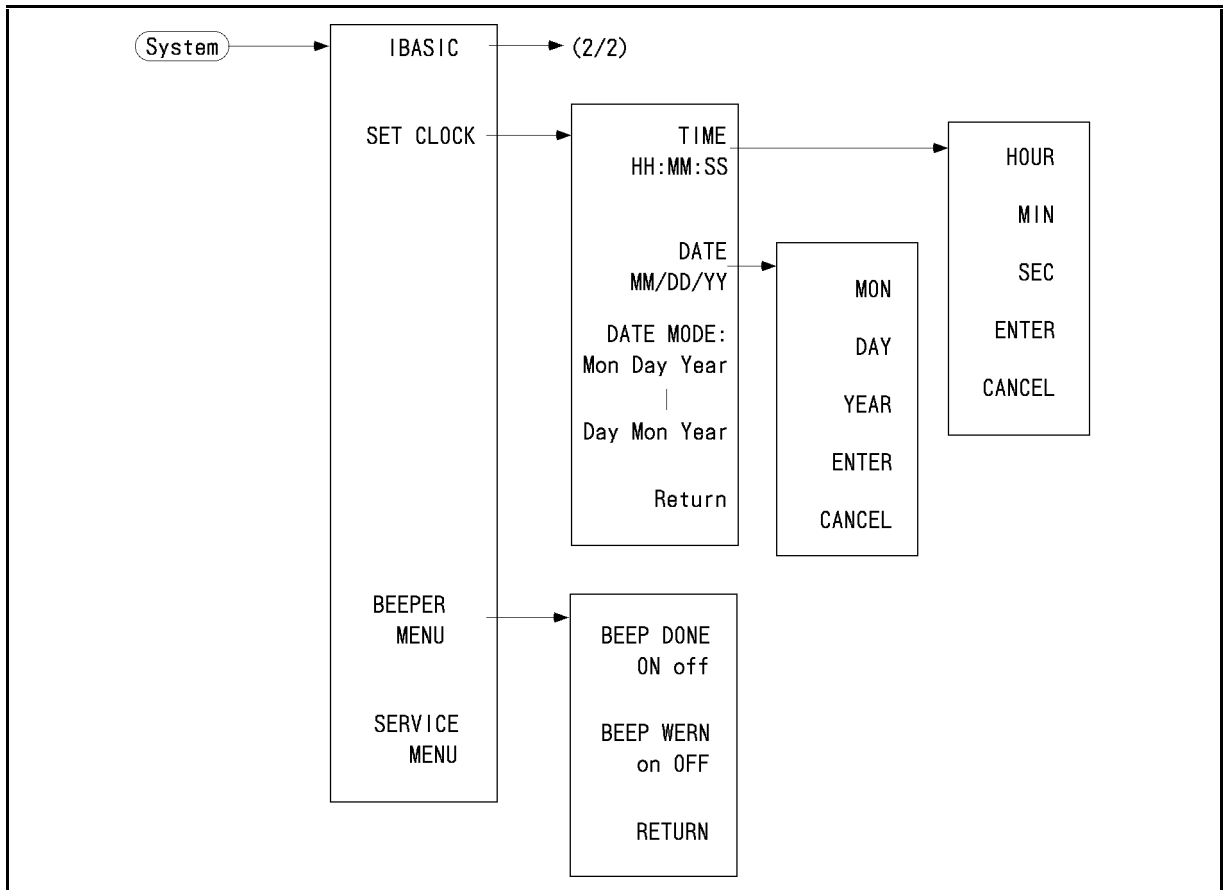 System
IBASIC
(2/2)
SET CLOCK
TIME
HH:MM:SS
DATE
MM/DD/YY
DATE MODE:
Mon Day Year
|
Day Mon Year
Return
HOUR
MIN
SEC
ENTER
CANCEL
MON
DAY
YEAR
ENTER
CANCEL
BEEPER
MENU
BEEP DONE
ON off
BEEP WERN
on OFF
RETURN
SERVICE
MENU